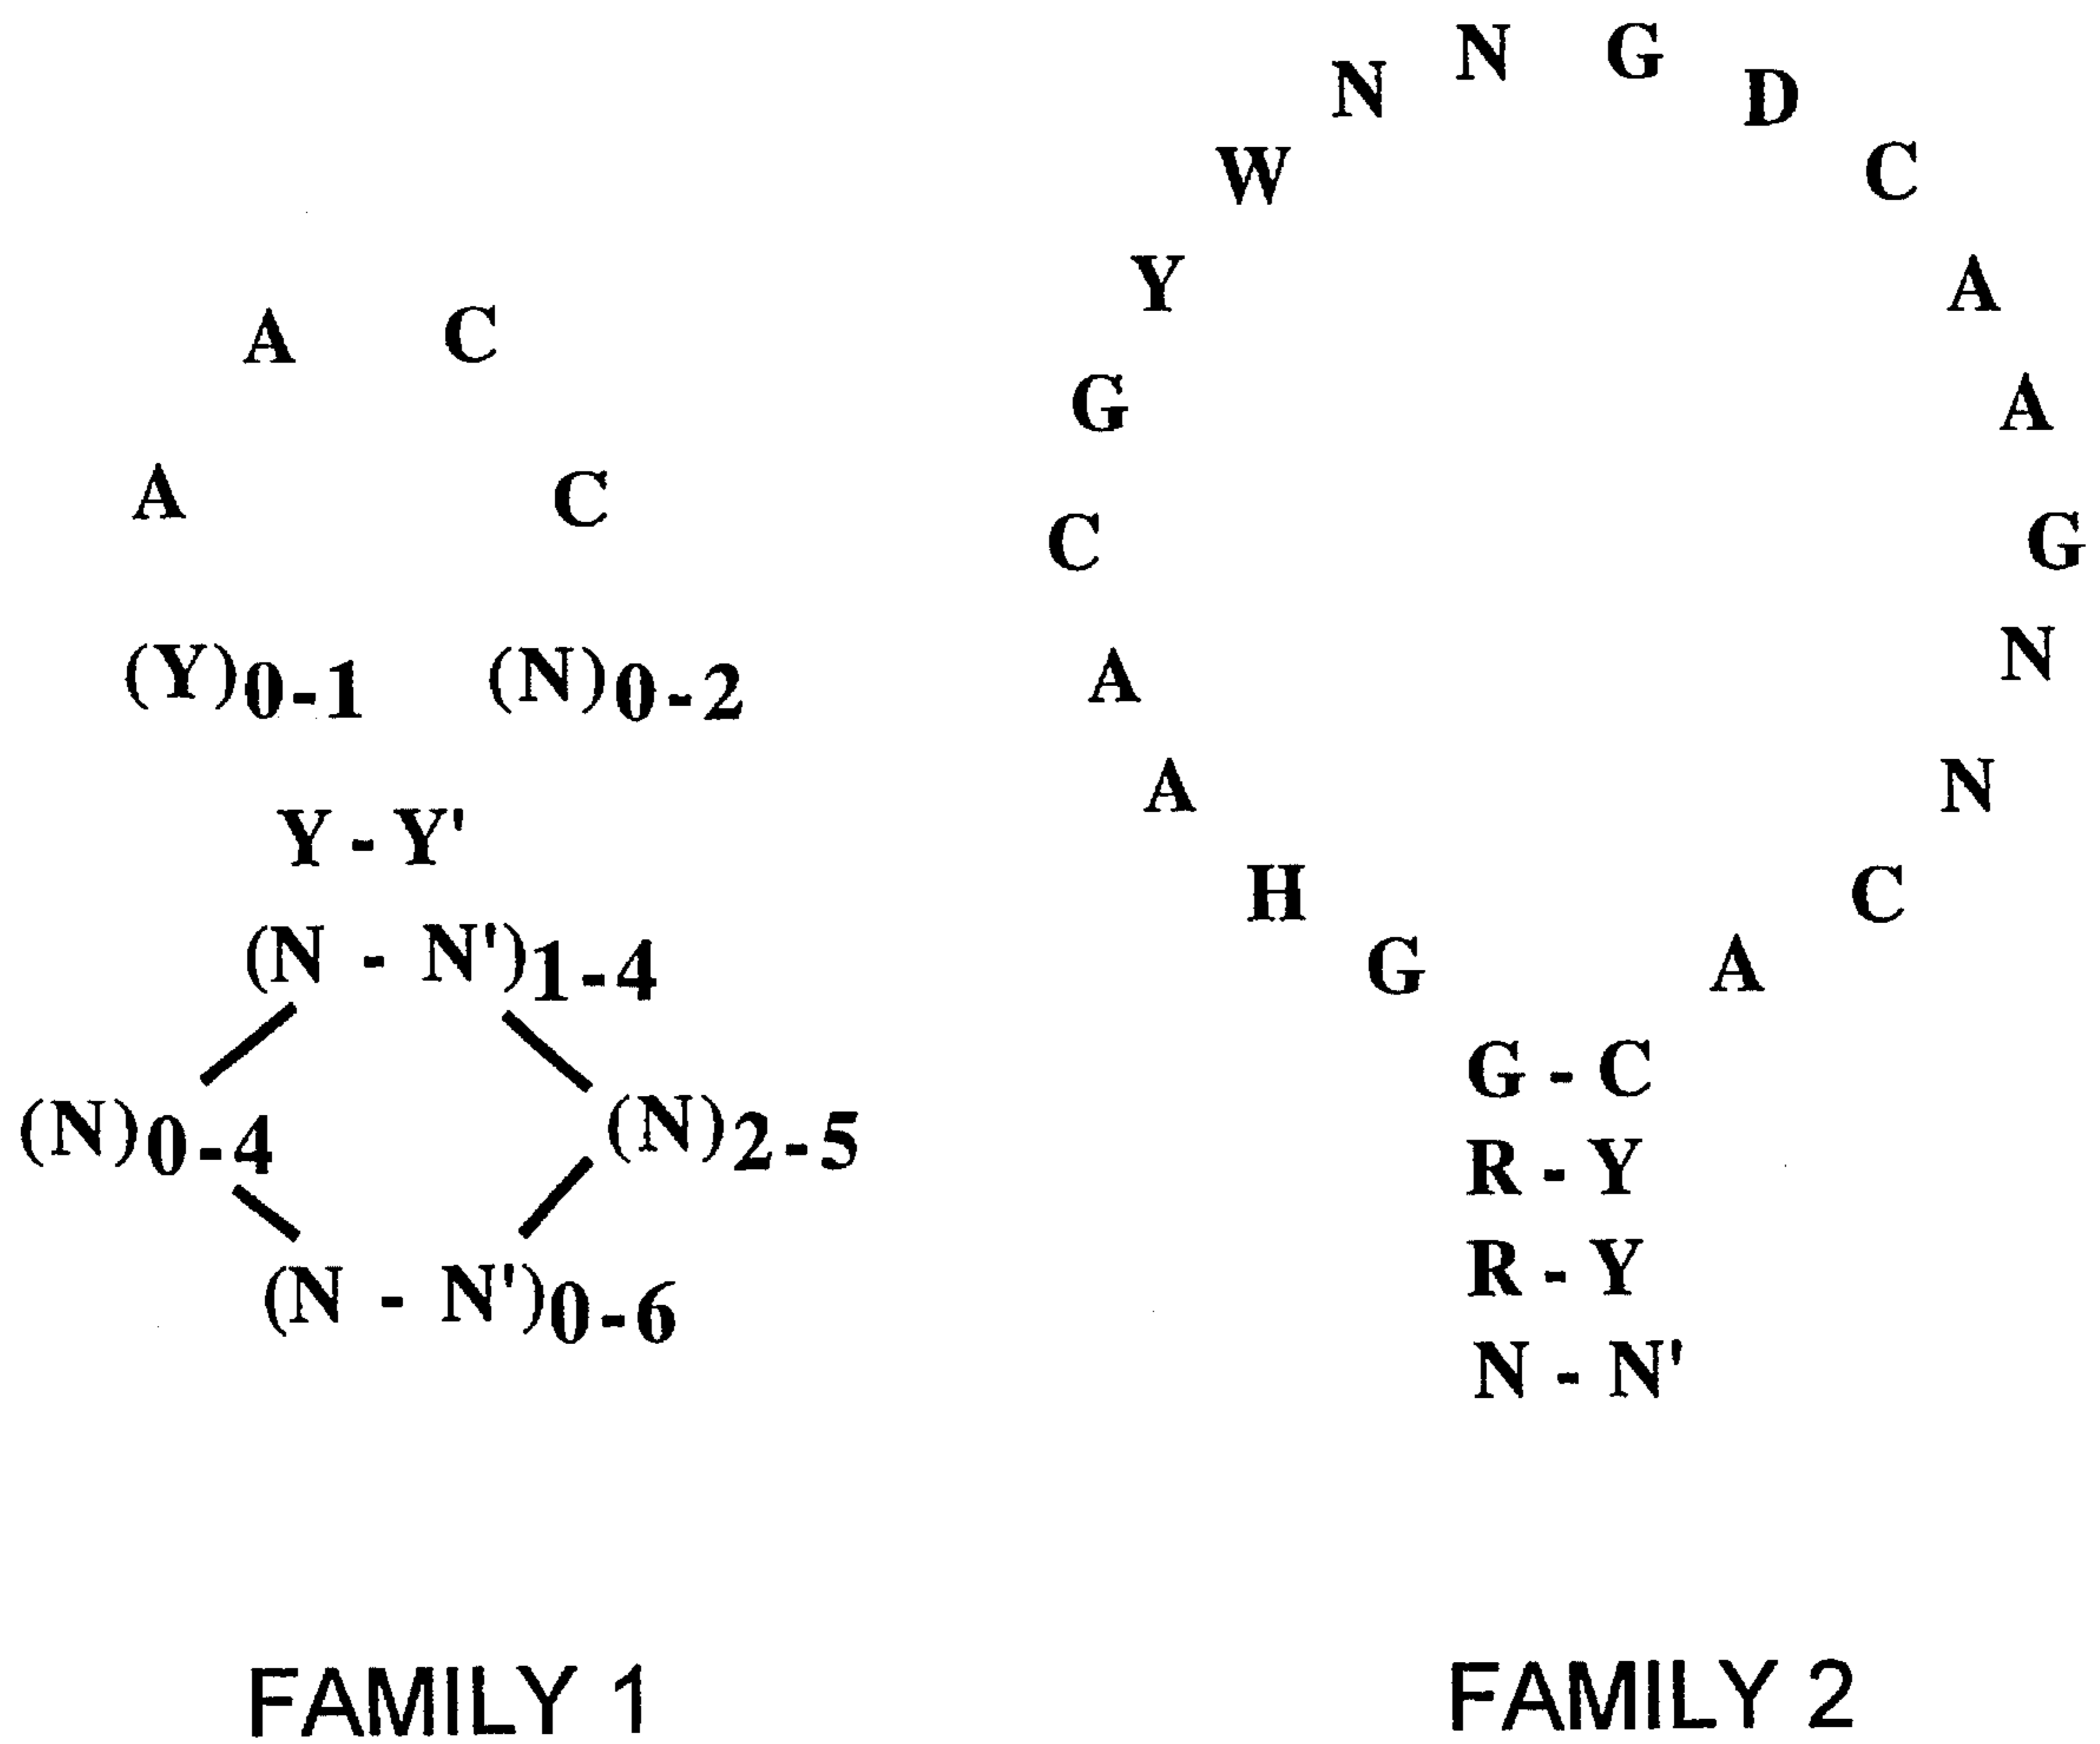 N N G D
W C
Y A
A C
G A
A C
C G
(Y)0-1 (N)0-2
A N
Y - Y'
A N
(N - N')1-4
H C
G A
(N)0-4 (N)2-5
G - C
R - Y
(N - N')0-6
R - Y
N - N'
FAMILY 1 FAMILY 2